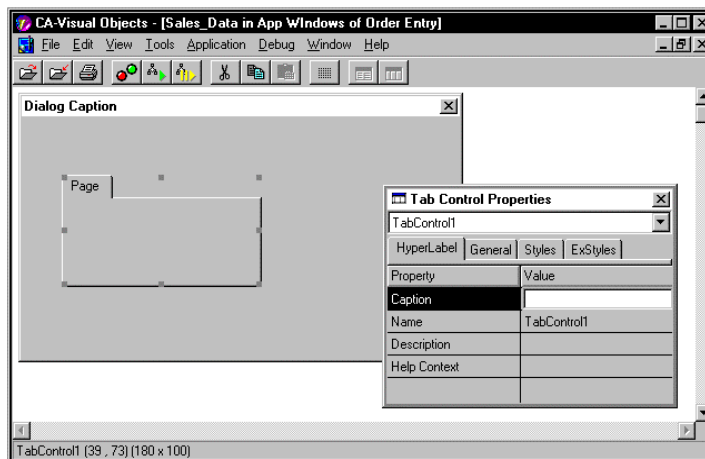 CA-Visual Objects - [Sales_Data in App WIndows of Order Entry]
File Edit View Tools Application Debug Window Help
Dialog Caption
Page
Tab Control Properties
TabControl1
HyperLabel General Styles ExStyles
Property Value
Caption
Name TabControl1
Description
Help Context
TabControl1 (39 , 73) (180 x 100)